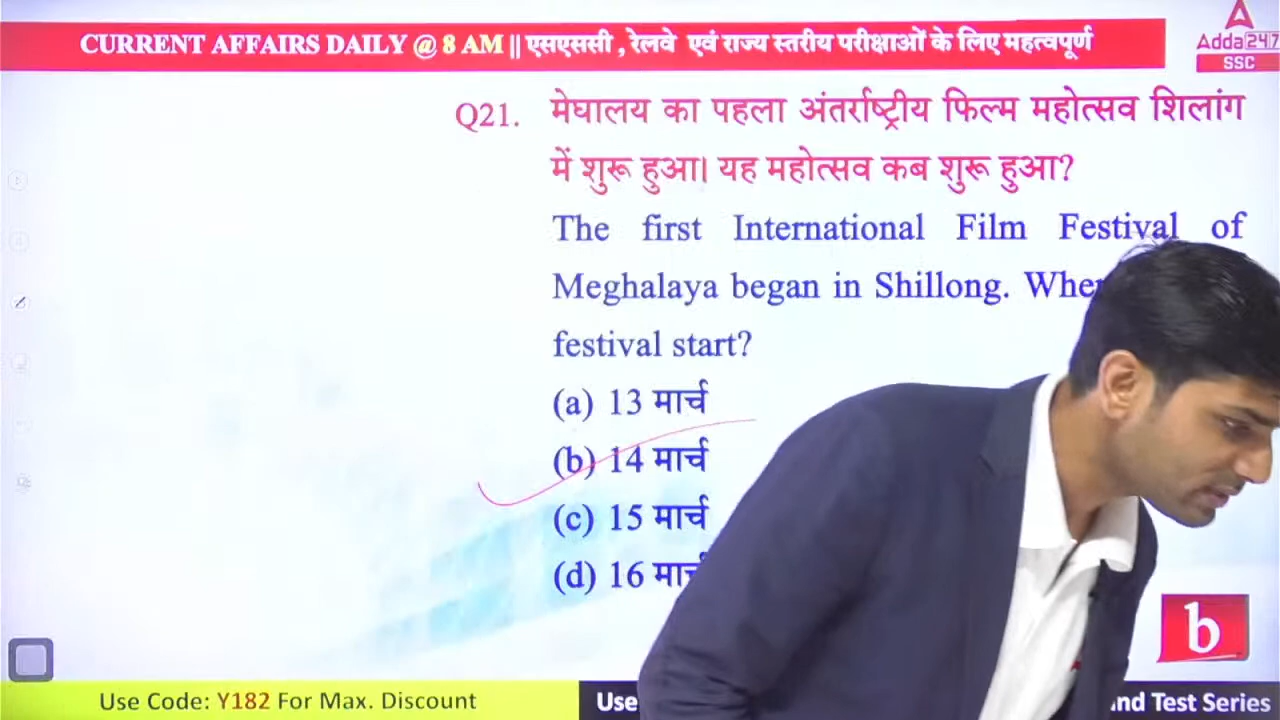 CURRENT AFFAIRS DAILY @ 8 AM || एसएससी , रेलवे एवं राज्य स्तरीय परीक्षाओं के लिए महत्वपूर्ण
Adda247
SSC
Q21. मेघालय का पहला अंतर्राष्ट्रीय फिल्म महोत्सव शिलांग
में शुरू हुआ। यह महोत्सव कब शुरू हुआ?
The first International Film Festival of
Meghalaya began in Shillong.
festival start?
(a) 13 मार्च
(b) 14 मार्च
(c) 15 मार्च
(d) 16 मार्च
b
Use Code: Y182 For Max. Discount
Use
and Test Series